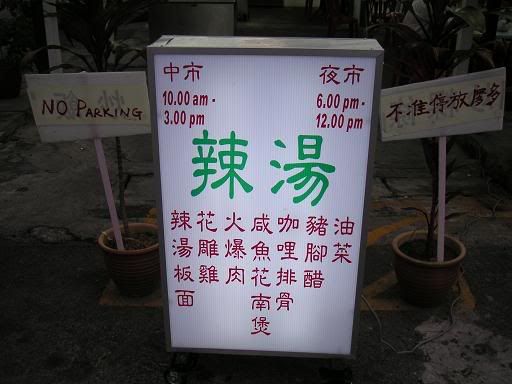 中市
10.00 am -
3.00 pm
夜市
6.00 pm -
12.00 pm
辣湯
油菜
豬腳醋
咖哩排骨
咸魚花南煲
火爆肉
花雕雞
辣湯板面
NO PARKING
不准停放廖多